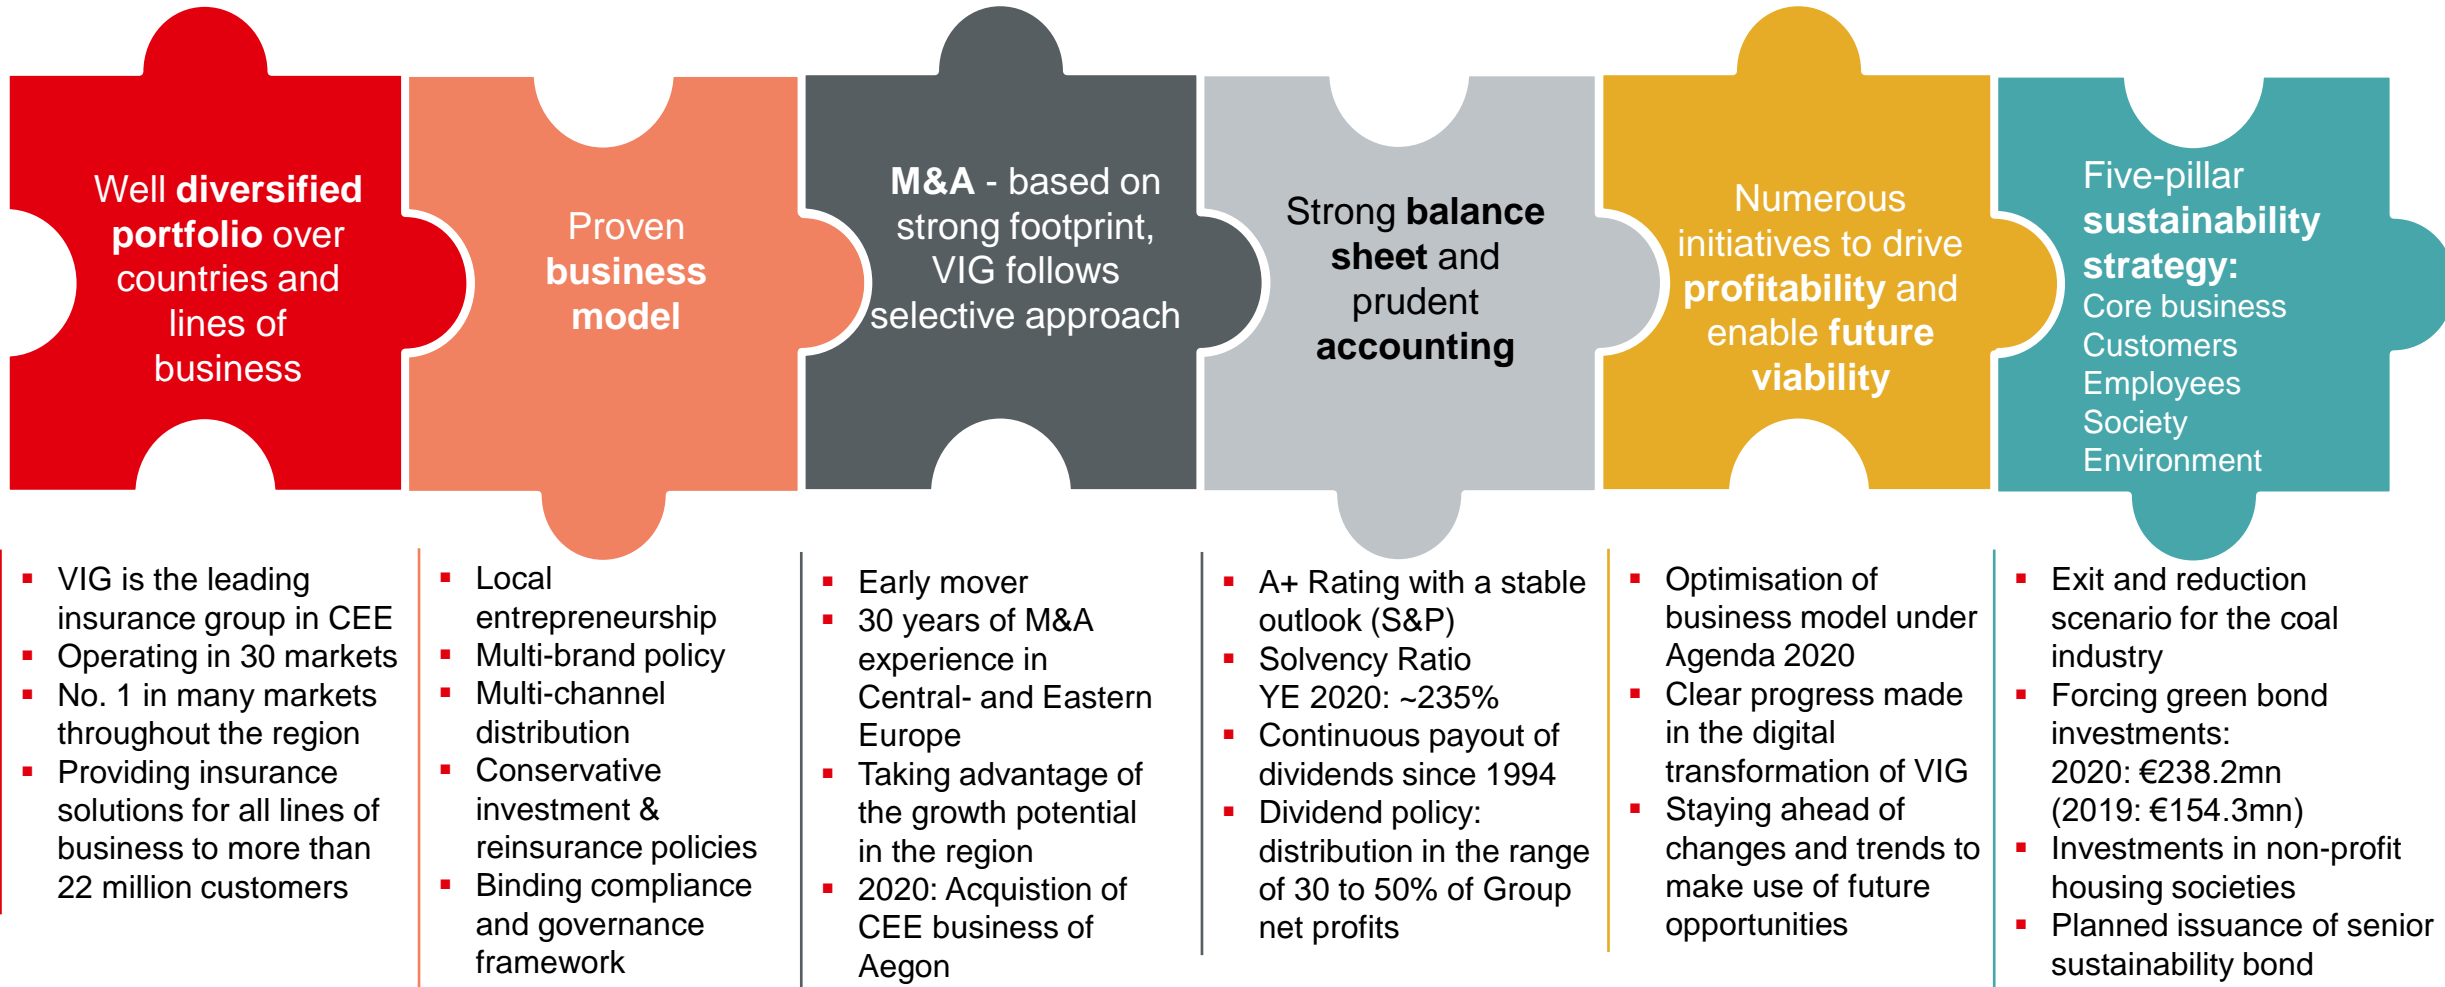 Well diversified
portfolio over
countries and
lines of
business
Proven
business
model
M&A - based on
strong footprint,
VIG follows
selective approach
Strong balance
sheet and
prudent
accounting
Numerous
initiatives to drive
profitability and
enable future
viability
Five-pillar
sustainability
strategy:
Core business
Customers
Employees
Society
Environment
▪ VIG is the leading
insurance group in CEE
▪ Operating in 30 markets
▪ No. 1 in many markets
throughout the region
▪ Providing insurance
solutions for all lines of
business to more than
22 million customers
▪ Local
entrepreneurship
▪ Multi-brand policy
▪ Multi-channel
distribution
▪ Conservative
investment &
reinsurance policies
▪ Binding compliance
and governance
framework
▪ Early mover
▪ 30 years of M&A
experience in
Central- and Eastern
Europe
▪ Taking advantage of
the growth potential
in the region
▪ 2020: Acquistion of
CEE business of
Aegon
▪ A+ Rating with a stable
outlook (S&P)
▪ Solvency Ratio
YE 2020: ~235%
▪ Continuous payout of
dividends since 1994
▪ Dividend policy:
distribution in the range
of 30 to 50% of Group
net profits
▪ Optimisation of
business model under
Agenda 2020
▪ Clear progress made
in the digital
transformation of VIG
▪ Staying ahead of
changes and trends to
make use of future
opportunities
▪ Exit and reduction
scenario for the coal
industry
▪ Forcing green bond
investments:
2020: €238.2mn
(2019: €154.3mn)
▪ Investments in non-profit
housing societies
▪ Planned issuance of senior
sustainability bond